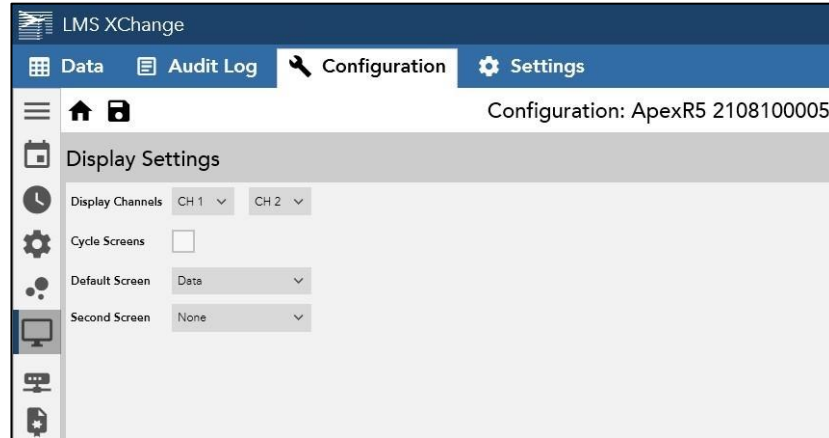 LMS XChange
Data Audit Log Configuration Settings
Configuration: ApexR5 2108100005
Display Settings
Display Channels CH 1 CH 2
Cycle Screens
Default Screen Data
Second Screen None